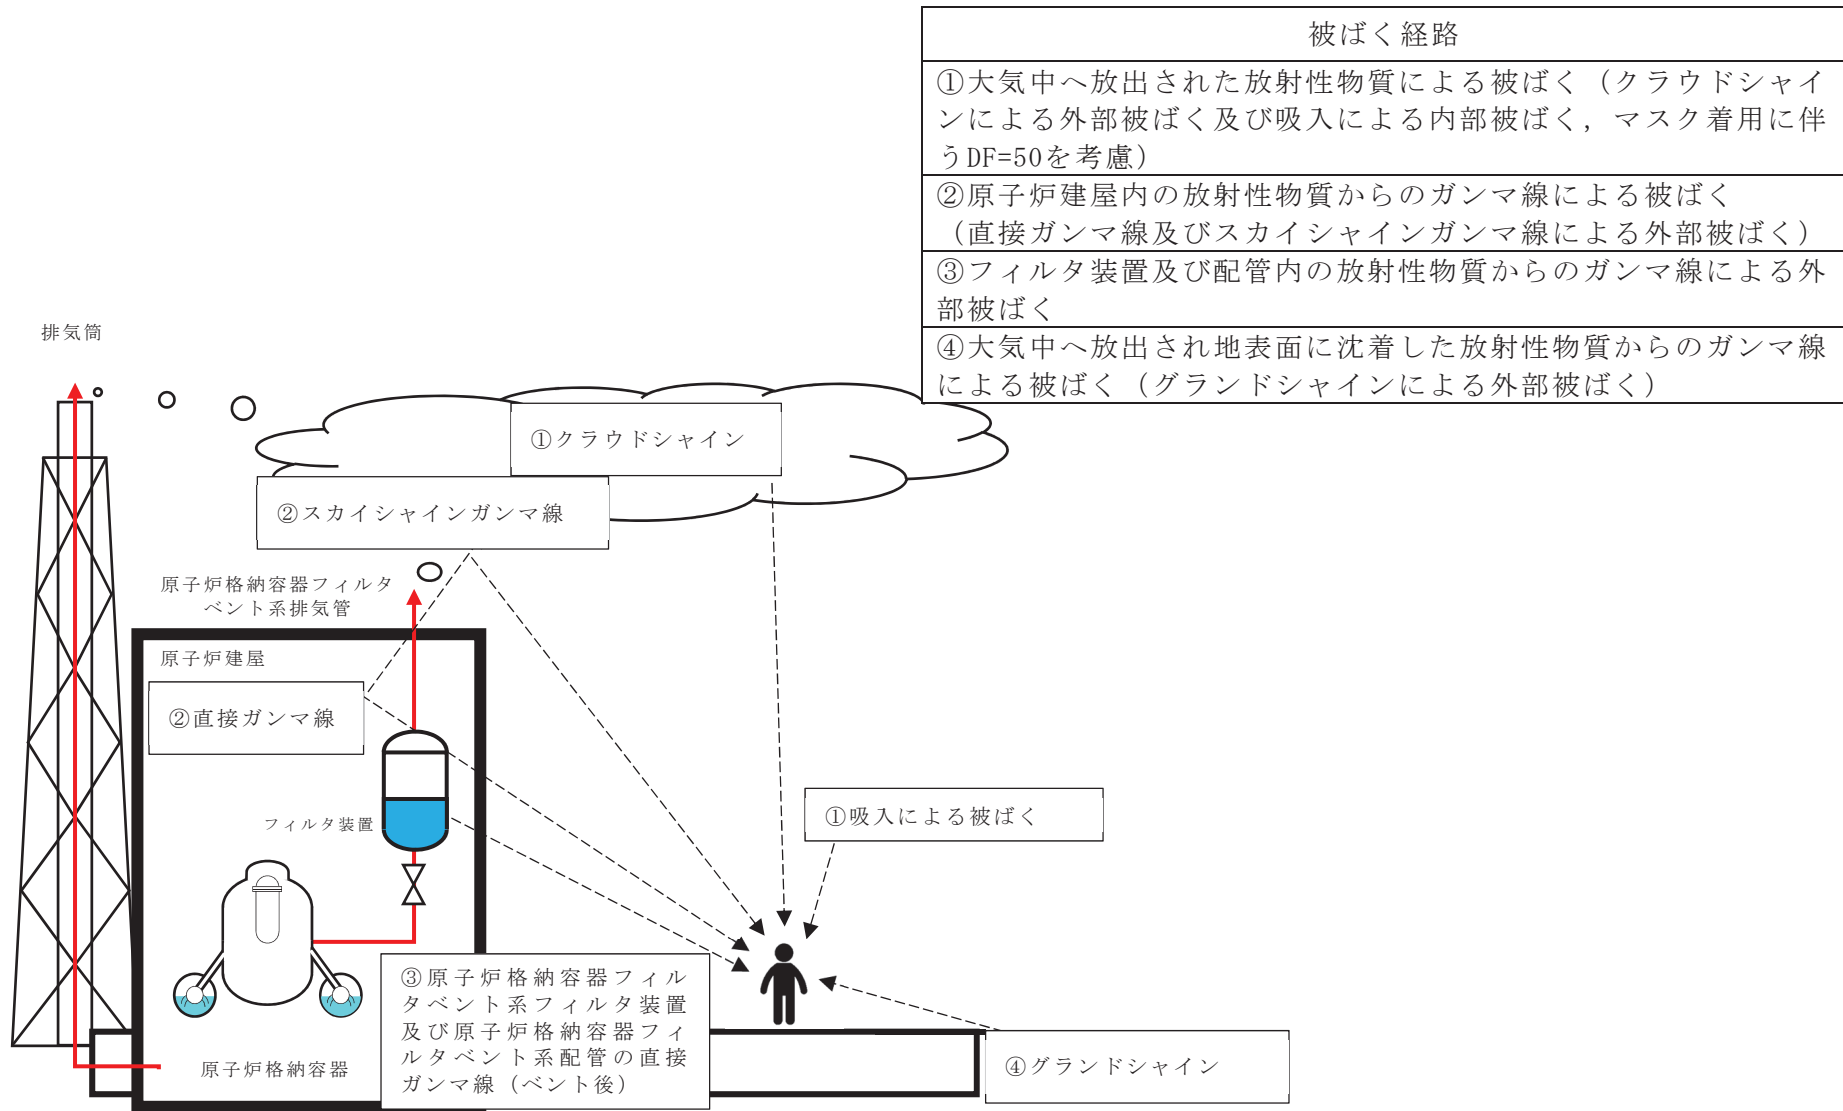 被ばく経路
①大気中へ放出された放射性物質による被ばく（クラウドシャイ
ンによる外部被ばく及び吸入による内部被ばく，マスク着用に伴
うDF=50を考慮）
②原子炉建屋内の放射性物質からのガンマ線による被ばく
（直接ガンマ線及びスカイシャインガンマ線による外部被ばく）
③フィルタ装置及び配管内の放射性物質からのガンマ線による外
部被ばく
④大気中へ放出され地表面に沈着した放射性物質からのガンマ線
による被ばく（グランドシャインによる外部被ばく）
排気筒
①クラウドシャイン
②スカイシャインガンマ線
原子炉格納容器フィルタ
ベント系排気管
原子炉建屋
②直接ガンマ線
①吸入による被ばく
フィルタ装置
③原子炉格納容器フィル
タベント系フィルタ装置
及び原子炉格納容器フィ
ルタベント系配管の直接
ガンマ線（ベント後）
原子炉格納容器
④グランドシャイン